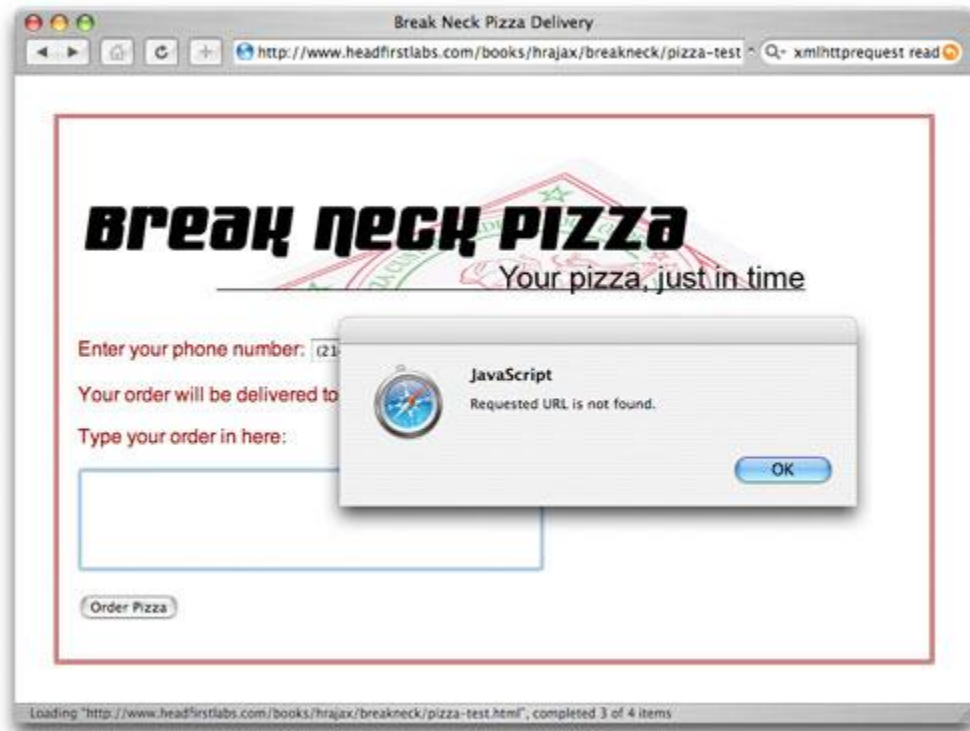 Break Neck Pizza Delivery
http://www.headfirstlabs.com/books/hrajax/breakneck/pizza-test
xmlhttprequest read
Break Neck Pizza
Your pizza, just in time
Enter your phone number: (21
Your order will be delivered to
Type your order in here:
JavaScript
Requested URL is not found.
OK
Order Pizza
Loading "http://www.headfirstlabs.com/books/hrajax/breakneck/pizza-test.html", completed 3 of 4 items